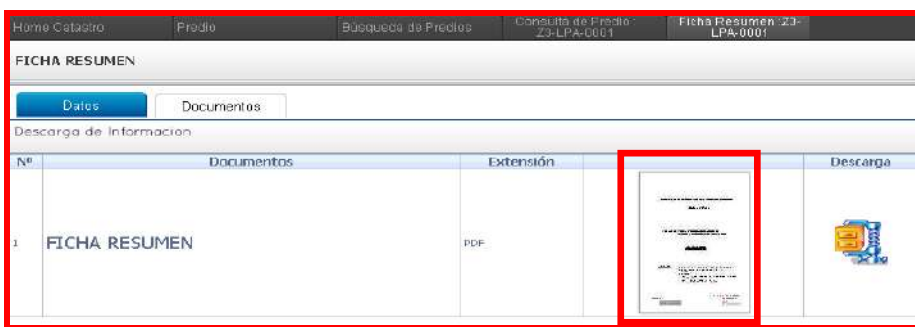 Home Catastro Predio Búsqueda de Predios Consulta de Predio : Z3-LPA-0001 Ficha Resumen :Z3-LPA-0001
FICHA RESUMEN
Datos Documentos
Descarga de Informacion
Nº Documentos Extensión Descarga
1 FICHA RESUMEN PDF